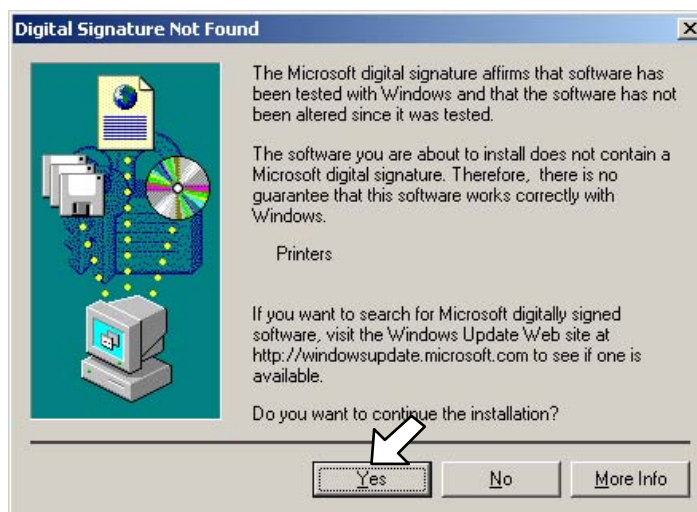 Digital Signature Not Found
The Microsoft digital signature affirms that software has
been tested with Windows and that the software has not
been altered since it was tested.
The software you are about to install does not contain a
Microsoft digital signature. Therefore, there is no
guarantee that this software works correctly with
Windows.
Printers
If you want to search for Microsoft digitally signed
software, visit the Windows Update Web site at
http://windowsupdate.microsoft.com to see if one is
available.
Do you want to continue the installation?
Yes
No
More Info